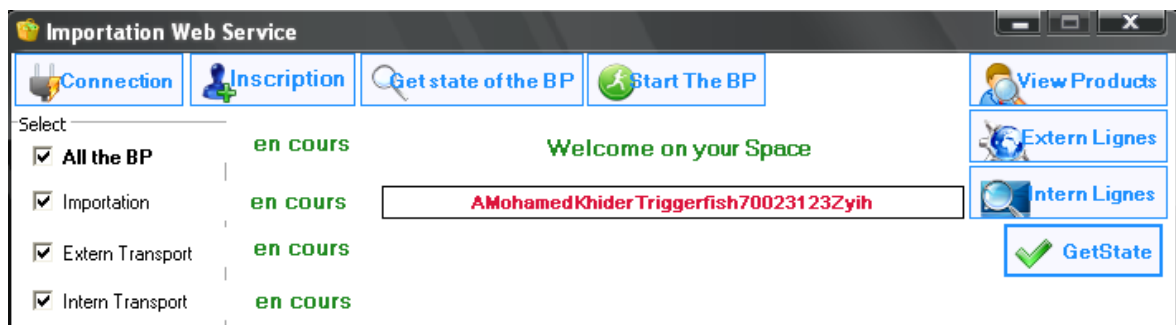 Importation Web Service
Connection Inscription Get state of the BP Start The BP View Products
Select
All the BP en cours Welcome on your Space Extern Lignes
Importation en cours AMohamedKhiderTriggerfish70023123Zyih Intern Lignes
Extern Transport en cours GetState
Intern Transport en cours